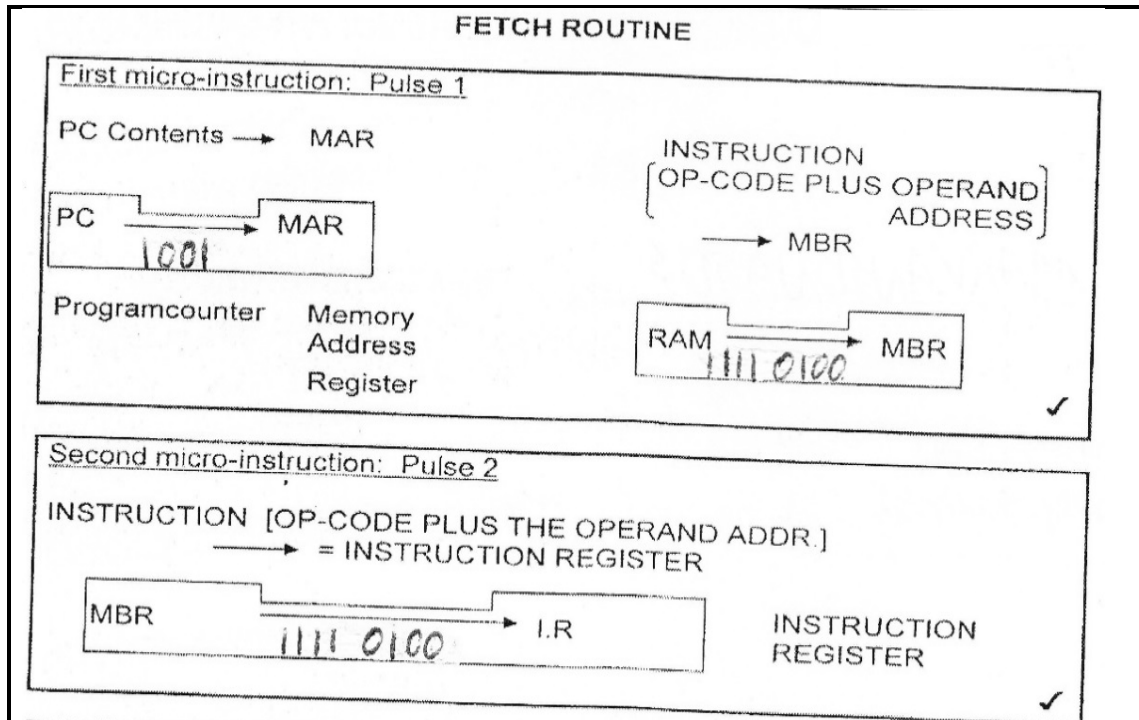 FETCH ROUTINE
First micro-instruction: Pulse 1
PC Contents → MAR
PC → MAR
1001
Programcounter Memory
Address
Register
INSTRUCTION
[OP-CODE PLUS OPERAND
ADDRESS]
→ MBR
RAM → MBR
1111 0100
✓
Second micro-instruction: Pulse 2
INSTRUCTION [OP-CODE PLUS THE OPERAND ADDR.]
→ = INSTRUCTION REGISTER
MBR → I.R
1111 0100
INSTRUCTION
REGISTER
✓